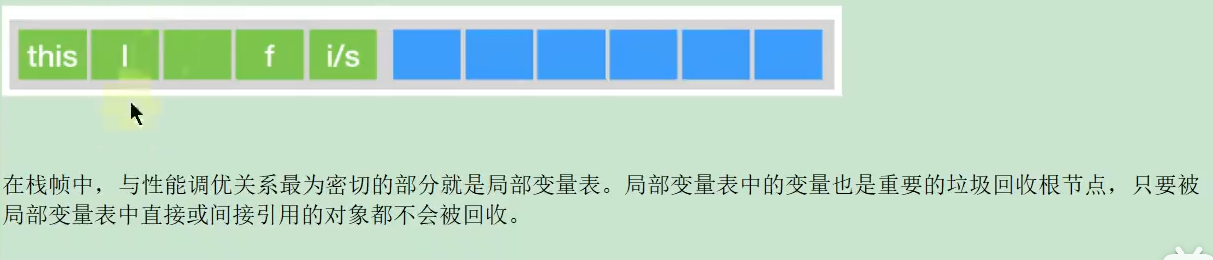 this l f i/s
在栈帧中，与性能调优关系最为密切的部分就是局部变量表。局部变量表中的变量也是重要的垃圾回收根节点，只要被
局部变量表中直接或间接引用的对象都不会被回收。